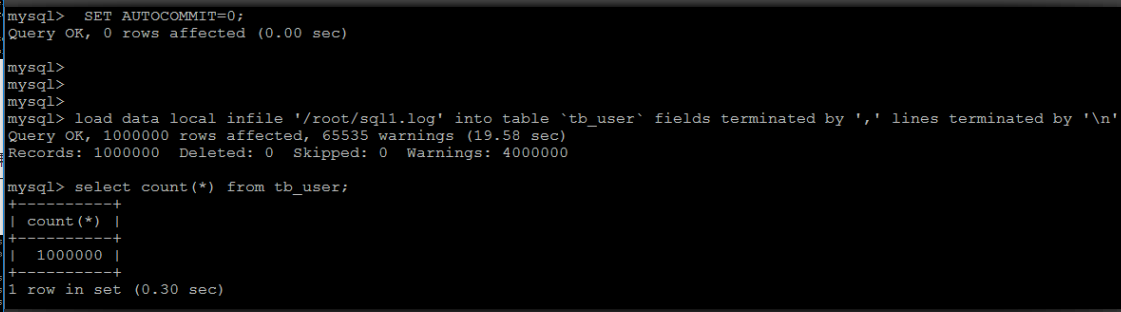 mysql>  SET AUTOCOMMIT=0;
Query OK, 0 rows affected (0.00 sec)
mysql>
mysql>
mysql>
mysql> load data local infile '/root/sql1.log' into table `tb_user` fields terminated by ',' lines terminated by '\n'
Query OK, 1000000 rows affected, 65535 warnings (19.58 sec)
Records: 1000000  Deleted: 0  Skipped: 0  Warnings: 4000000
mysql> select count(*) from tb_user;
+----------+
| count(*) |
+----------+
|  1000000 |
+----------+
1 row in set (0.30 sec)